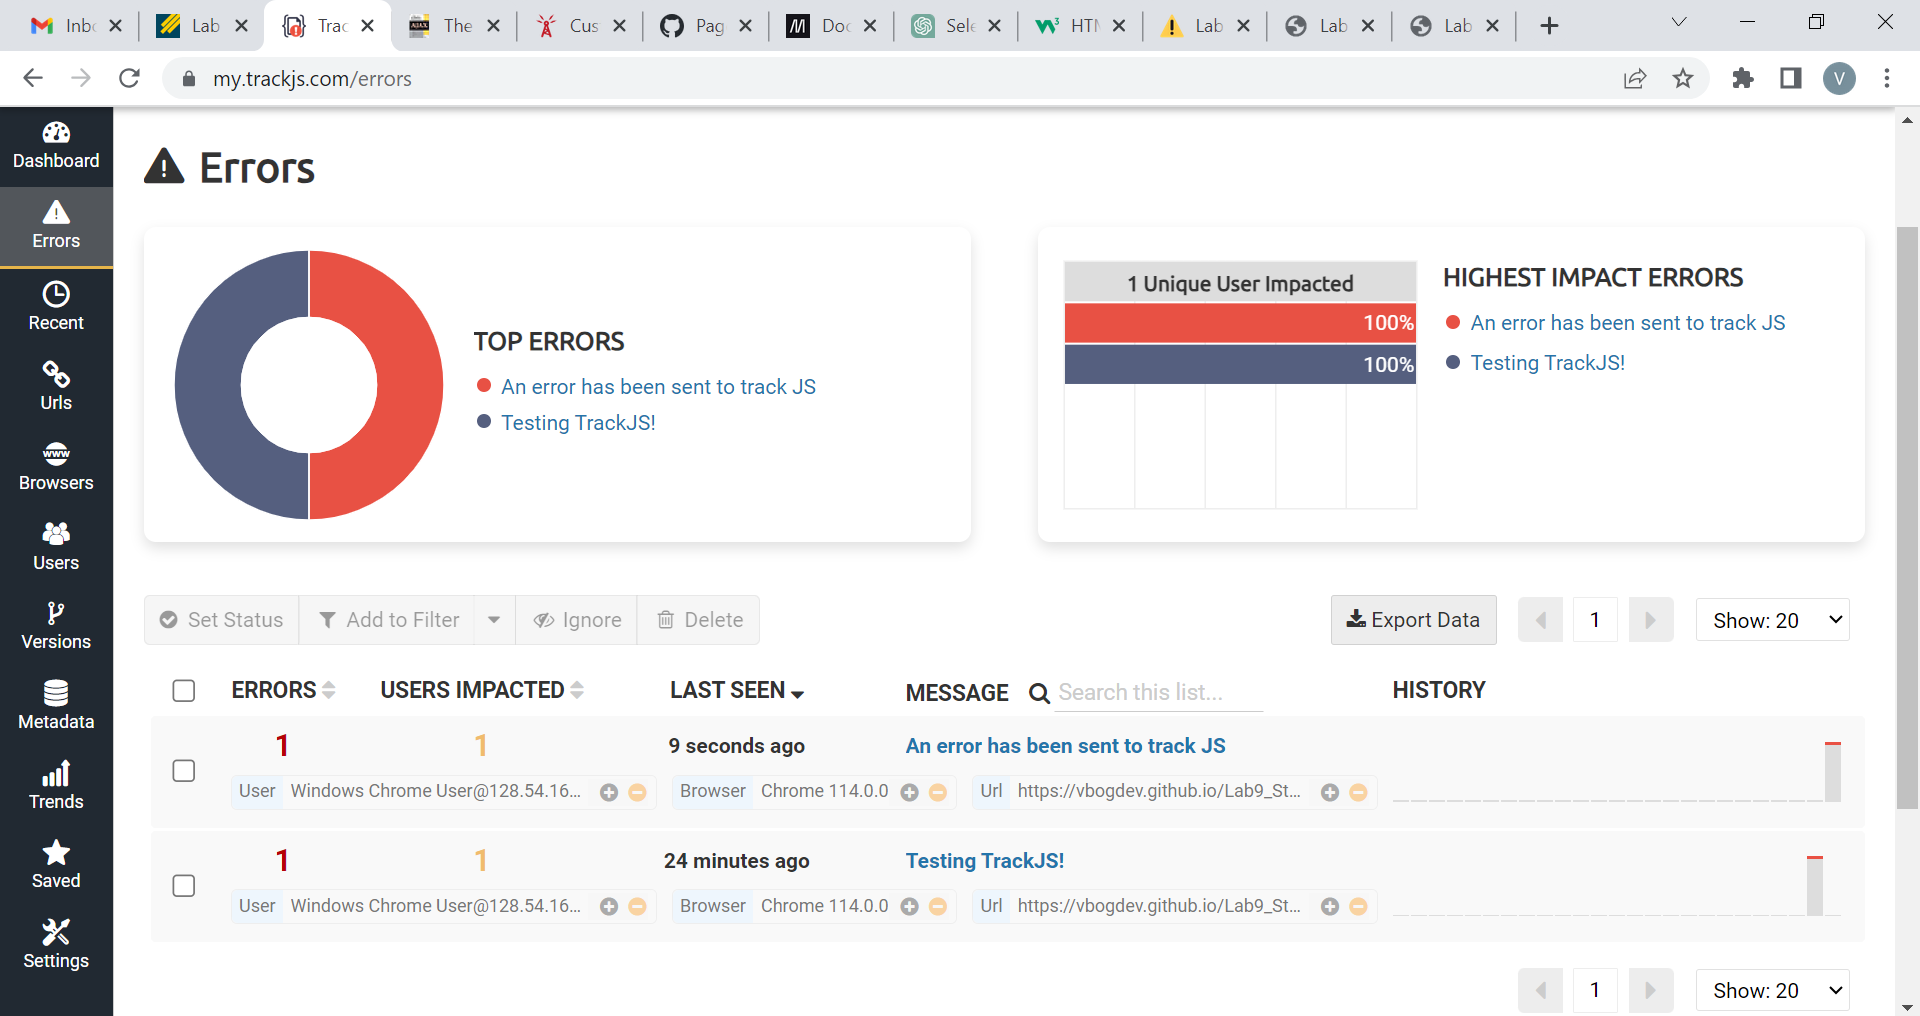 Inbc
Lab
Trac
The
Cus
Pag
Doc
Sele
HTM
Lab
Lab
Lab
my.trackjs.com/errors
V
Dashboard
Errors
Recent
Urls
www
Browsers
Users
Versions
Metadata
Trends
Saved
Settings
Errors
TOP ERRORS
An error has been sent to track JS
Testing TrackJS!
1 Unique User Impacted
100%
100%
HIGHEST IMPACT ERRORS
An error has been sent to track JS
Testing TrackJS!
Set Status Add to Filter Ignore Delete
Export Data 1 Show: 20
ERRORS USERS IMPACTED LAST SEEN MESSAGE Search this list... HISTORY
1 1 9 seconds ago An error has been sent to track JS
User Windows Chrome User@128.54.16... Browser Chrome 114.0.0 Url https://vbogdev.github.io/Lab9_St...
1 1 24 minutes ago Testing TrackJS!
User Windows Chrome User@128.54.16... Browser Chrome 114.0.0 Url https://vbogdev.github.io/Lab9_St...
1 Show: 20